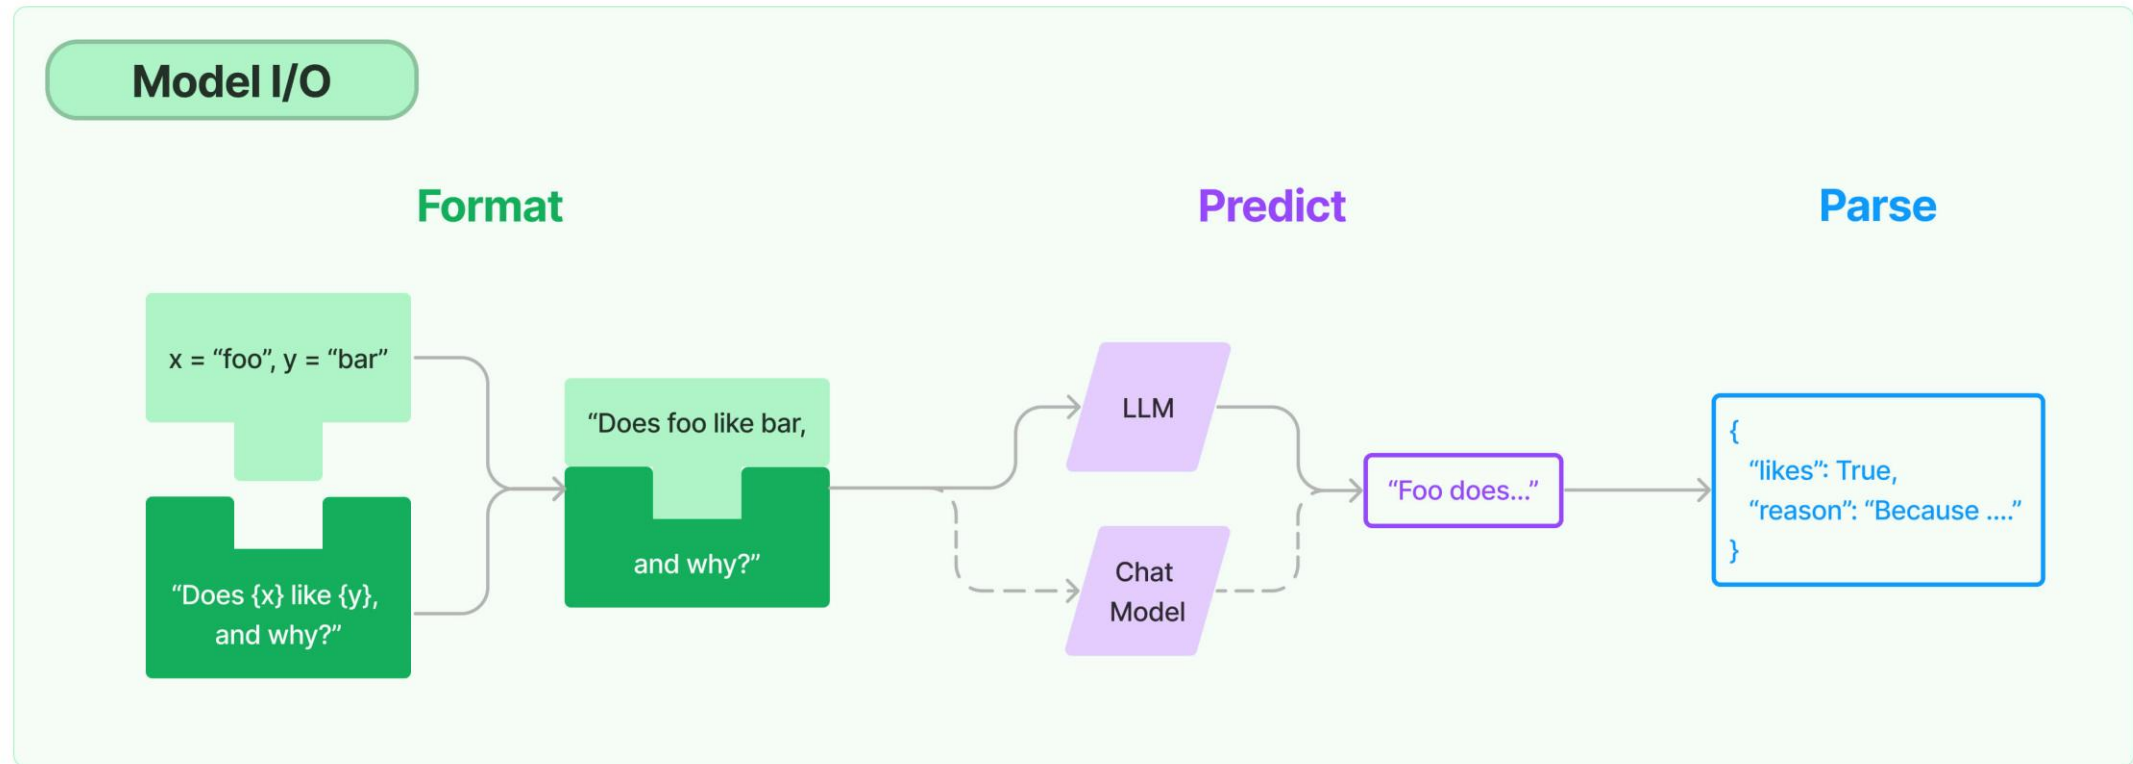 Model I/O
Format
Predict
Parse
x = “foo”, y = “bar”
“Does {x} like {y},
and why?”
“Does foo like bar,
and why?”
LLM
Chat
Model
“Foo does...”
{
“likes”: True,
“reason”: “Because ....”
}